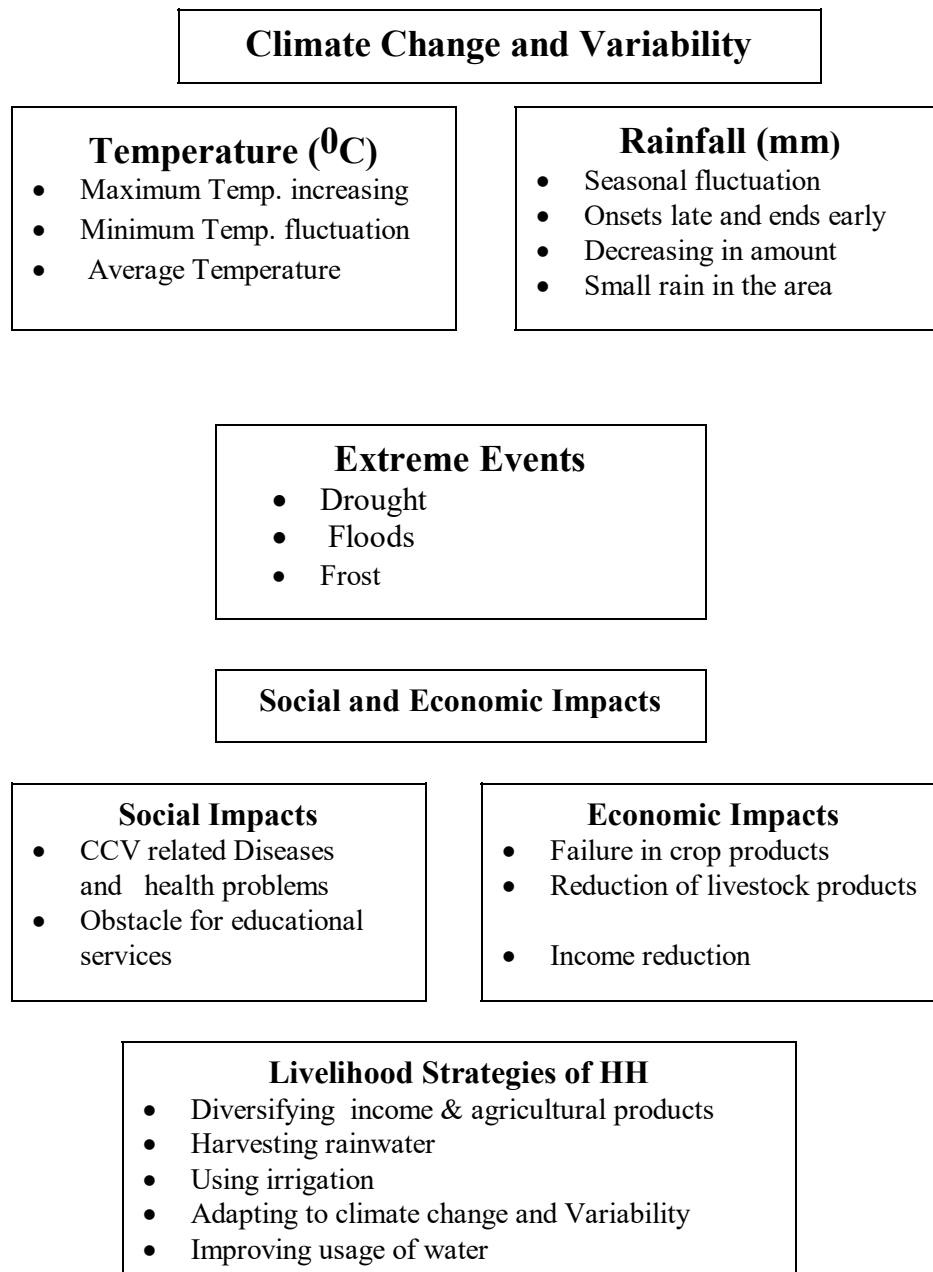 Climate Change and Variability
Temperature (⁰C)
• Maximum Temp. increasing
• Minimum Temp. fluctuation
• Average Temperature
Rainfall (mm)
• Seasonal fluctuation
• Onsets late and ends early
• Decreasing in amount
• Small rain in the area
Extreme Events
• Drought
• Floods
• Frost
Social and Economic Impacts
Social Impacts
• CCV related Diseases
and health problems
• Obstacle for educational
services
Economic Impacts
• Failure in crop products
• Reduction of livestock products
• Income reduction
Livelihood Strategies of HH
• Diversifying income & agricultural products
• Harvesting rainwater
• Using irrigation
• Adapting to climate change and Variability
• Improving usage of water